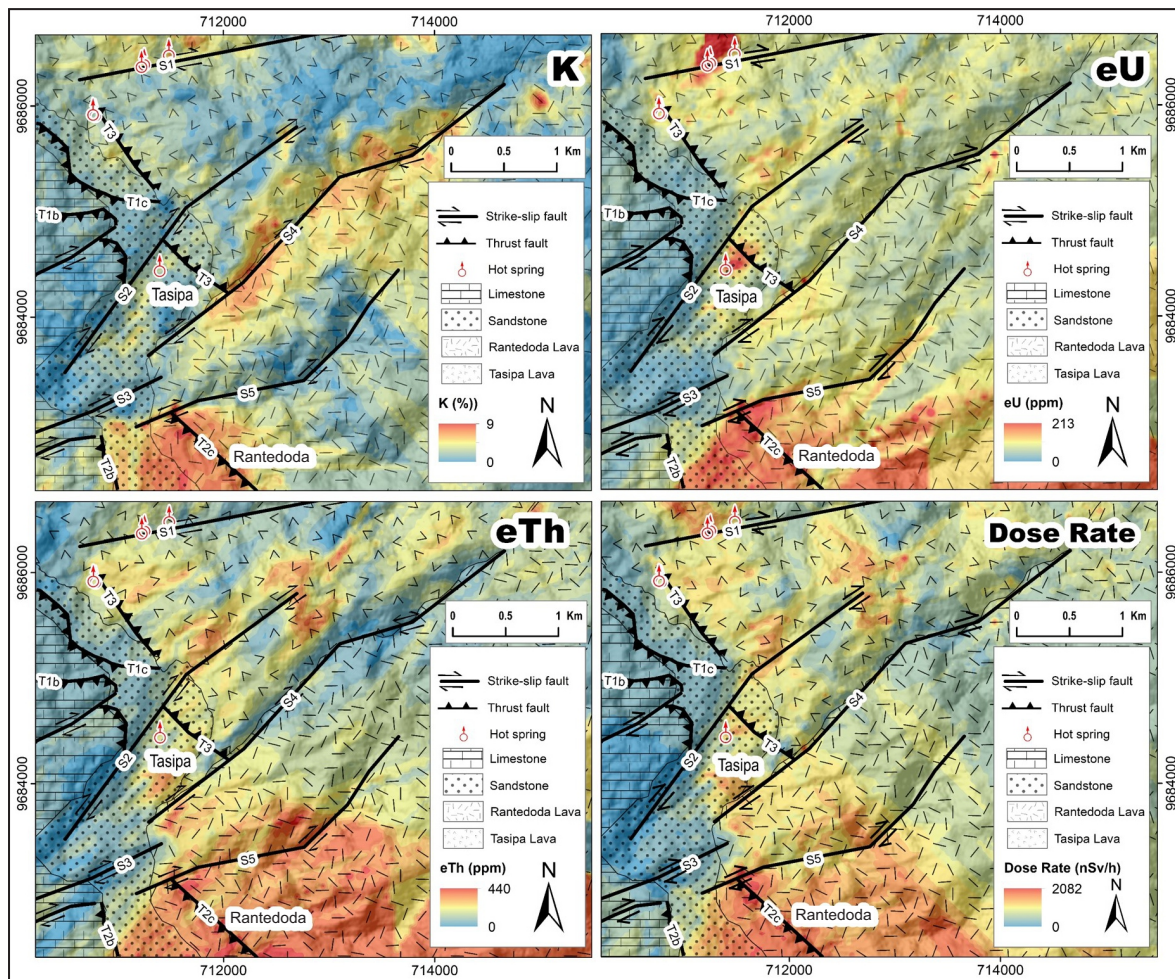 712000
714000
712000
714000
K
eU
9686000
9684000
9686000
9684000
S1
T3
T1c
T1b
S2
S4
T3
Tasipa
S3
S5
T2c
T2b
Rantedoda
0 0.5 1 Km
Strike-slip fault
Thrust fault
Hot spring
Limestone
Sandstone
Rantedoda Lava
Tasipa Lava
K (%)
9
0
N
S1
T3
T1c
T1b
S2
S4
T3
Tasipa
S3
S5
T2c
T2b
Rantedoda
0 0.5 1 Km
Strike-slip fault
Thrust fault
Hot spring
Limestone
Sandstone
Rantedoda Lava
Tasipa Lava
eU (ppm)
213
0
N
eTh
Dose Rate
9686000
9684000
9686000
9684000
S1
T3
T1c
T1b
S2
S4
T3
Tasipa
S3
S5
T2c
T2b
Rantedoda
0 0.5 1 Km
Strike-slip fault
Thrust fault
Hot spring
Limestone
Sandstone
Rantedoda Lava
Tasipa Lava
eTh (ppm)
440
0
N
S1
T3
T1c
T1b
S2
S4
T3
Tasipa
S3
S5
T2c
T2b
Rantedoda
0 0.5 1 Km
Strike-slip fault
Thrust fault
Hot spring
Limestone
Sandstone
Rantedoda Lava
Tasipa Lava
Dose Rate (nSv/h)
2082
0
N
712000
714000
712000
714000